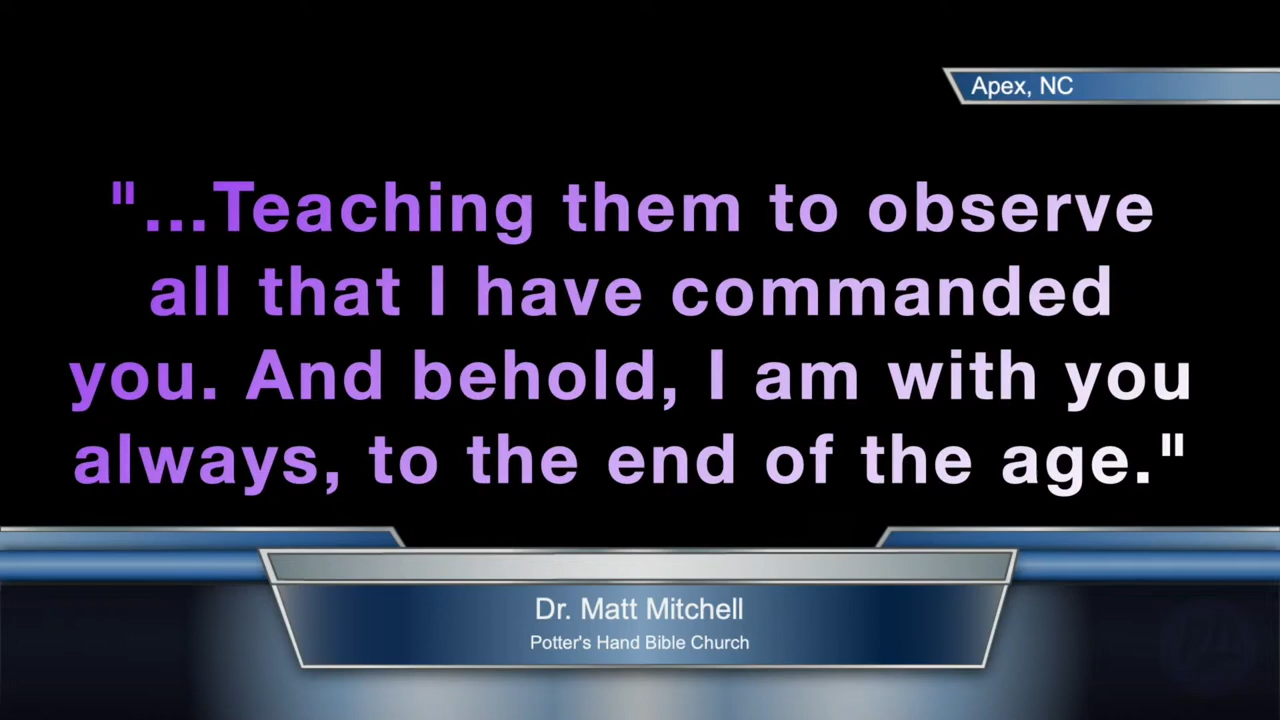 Apex, NC
"...Teaching them to observe
all that I have commanded
you. And behold, I am with you
always, to the end of the age."
Dr. Matt Mitchell
Potter's Hand Bible Church